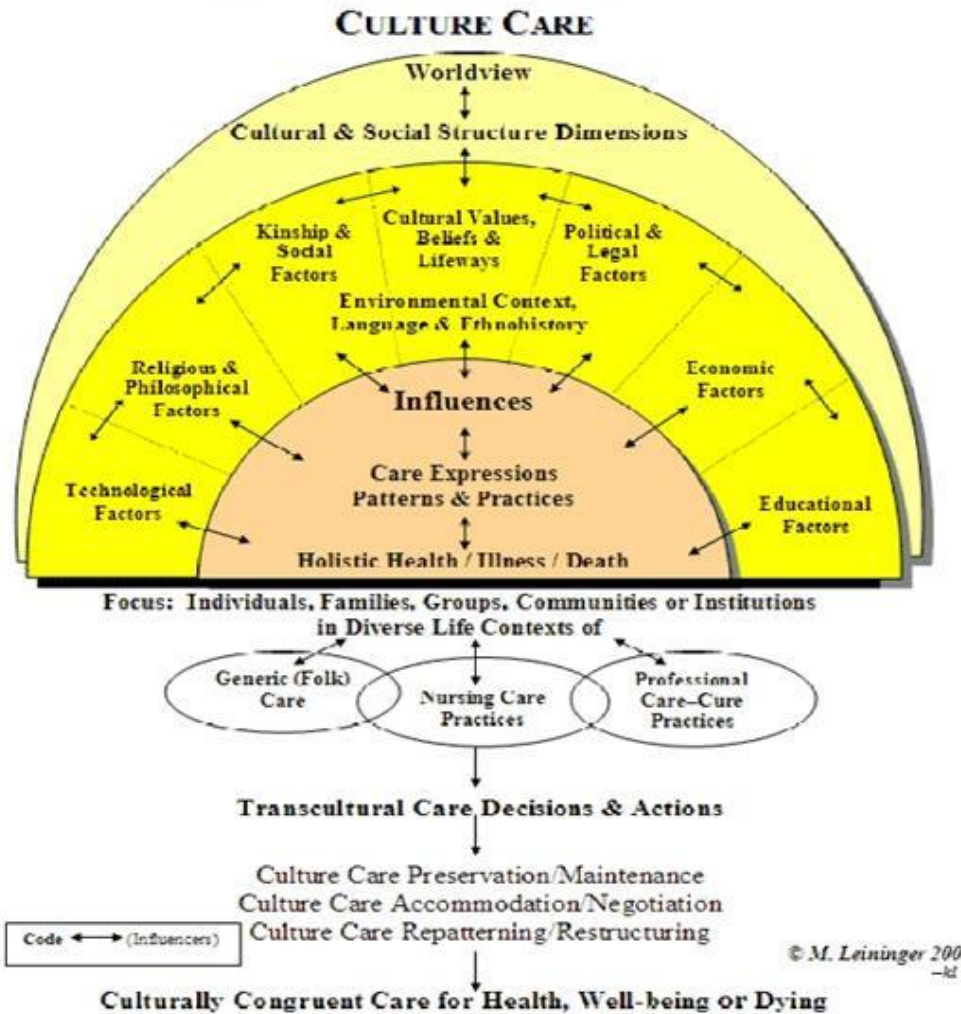 CULTURE CARE
Worldview
Cultural & Social Structure Dimensions
Kinship &
Social
Factors
Cultural Values,
Beliefs &
Lifeways
Political &
Legal
Factors
Environmental Context,
Language & Ethnohistory
Religious &
Philosophical
Factors
Economic
Factors
Technological
Factors
Educational
Factors
Influences
Care Expressions
Patterns & Practices
Holistic Health / Illness / Death
Focus: Individuals, Families, Groups, Communities or Institutions
in Diverse Life Contexts of
Generic (Folk)
Care
Nursing Care
Practices
Professional
Care–Cure
Practices
Transcultural Care Decisions & Actions
Culture Care Preservation/Maintenance
Culture Care Accommodation/Negotiation
Culture Care Repatterning/Restructuring
Code (Influencers)
© M. Leininger 200
Culturally Congruent Care for Health, Well-being or Dying